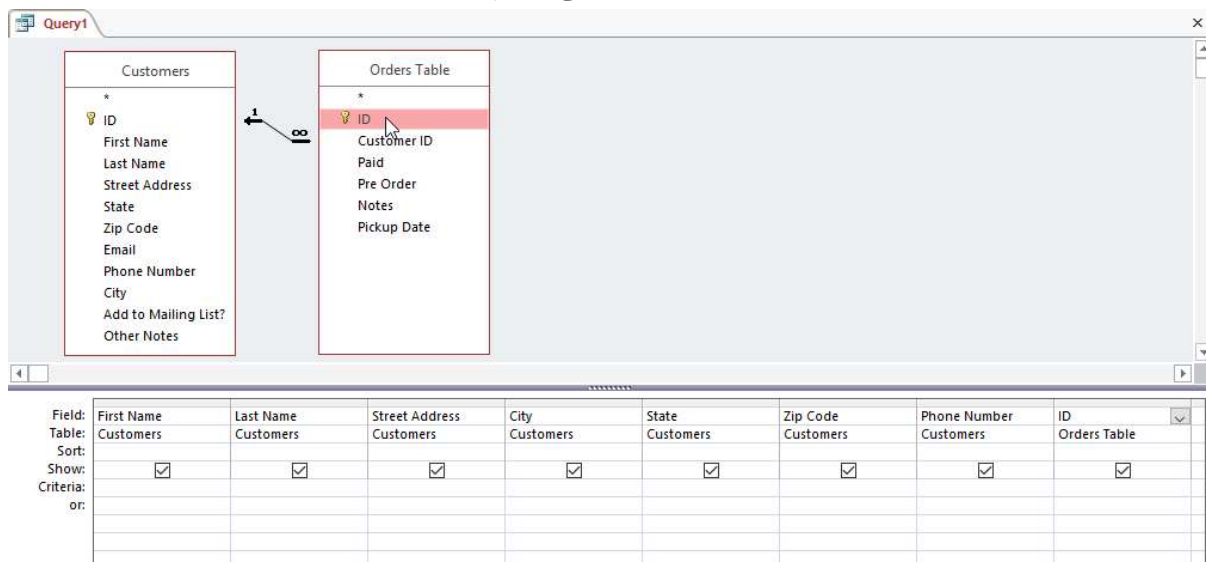 Query1
Customers
*
ID
First Name
Last Name
Street Address
State
Zip Code
Email
Phone Number
City
Add to Mailing List?
Other Notes
1
∞
Orders Table
*
ID
Customer ID
Paid
Pre Order
Notes
Pickup Date
Field: First Name Last Name Street Address City State Zip Code Phone Number ID
Table: Customers Customers Customers Customers Customers Customers Customers Orders Table
Sort:
Show:
Criteria:
or: